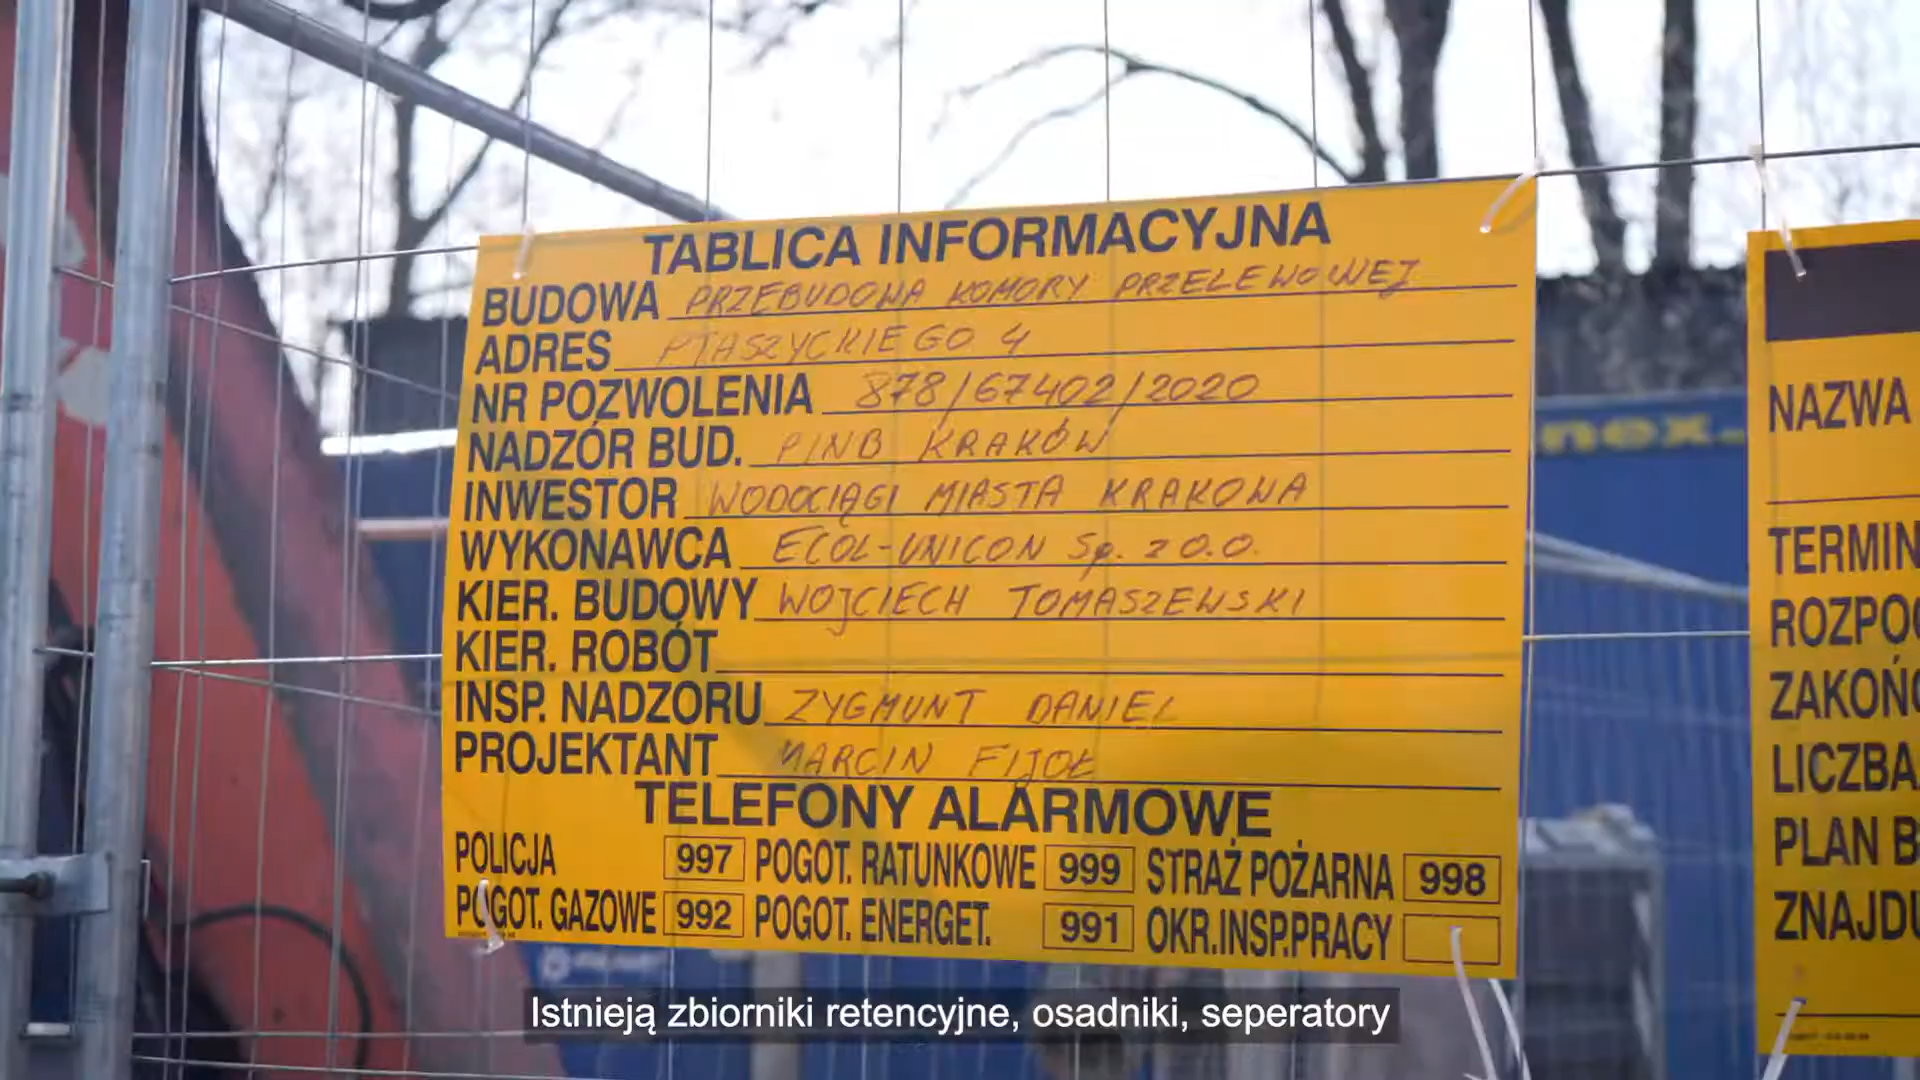 TABLICA INFORMACYJNA
BUDOWA PRZEBUDOWA KOMORY PRZELEWOWEJ
ADRES PTASZYCKIEGO 4
NR POZWOLENIA 878/67402/2020
NADZÓR BUD. PINB KRAKÓW
INWESTOR WODOCIĄGI MIASTA KRAKOWA
WYKONAWCA ECOL-UNICON Sp. z o.o.
KIER. BUDOWY WOJCIECH TOMASZEWSKI
KIER. ROBÓT
INSP. NADZORU ZYGMUNT DANIEL
PROJEKTANT MARCIN FIJOŁ
TELEFONY ALARMOWE
POLICJA 997 POGOT. RATUNKOWE 999 STRAŻ POŻARNA 998
POGOT. GAZOWE 992 POGOT. ENERGET. 991 OKR.INSP.PRACY
nex.
NAZWA
TERMIN
ROZPOC
ZAKOŃC
LICZBA
PLAN B
ZNAJDU
Istnieją zbiorniki retencyjne, osadniki, seperatory